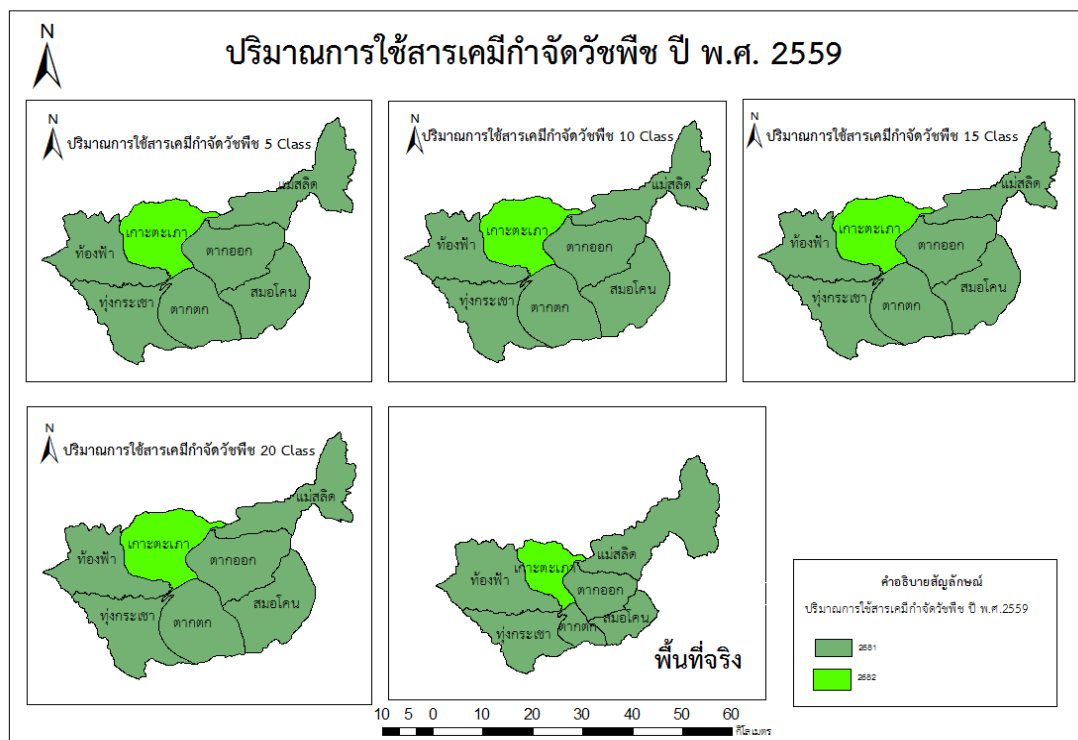 N
ปริมาณการใช้สารเคมีกำจัดวัชพืช ปี พ.ศ. 2559
N
ปริมาณการใช้สารเคมีกำจัดวัชพืช 5 Class
แม่สลิด
เกาะตะเภา
ท้องฟ้า
ตากออก
สมอโคน
ทุ่งกระเชา
ตากตก
N
ปริมาณการใช้สารเคมีกำจัดวัชพืช 10 Class
แม่สลิด
เกาะตะเภา
ท้องฟ้า
ตากออก
สมอโคน
ทุ่งกระเชา
ตากตก
N
ปริมาณการใช้สารเคมีกำจัดวัชพืช 15 Class
แม่สลิด
เกาะตะเภา
ท้องฟ้า
ตากออก
สมอโคน
ทุ่งกระเชา
ตากตก
N
ปริมาณการใช้สารเคมีกำจัดวัชพืช 20 Class
แม่สลิด
เกาะตะเภา
ท้องฟ้า
ตากออก
สมอโคน
ทุ่งกระเชา
ตากตก
แม่สลิด
เกาะตะเภา
ท้องฟ้า
ตากออก
สมอโคน
ทุ่งกระเชา
ตากตก
พื้นที่จริง
คำอธิบายสัญลักษณ์
ปริมาณการใช้สารเคมีกำจัดวัชพืช ปี พ.ศ.2559
2581
2582
10 5 0 10 20 30 40 50 60
กิโลเมตร